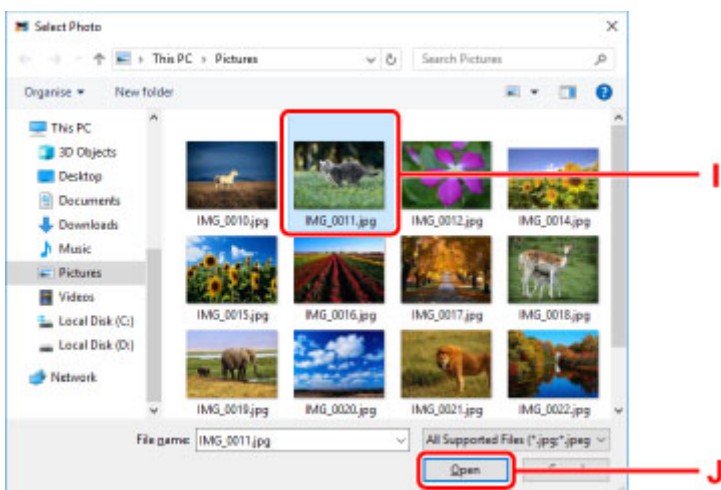 Select Photo
This PC > Pictures
Search Pictures
Organise
New folder
This PC
3D Objects
Desktop
Documents
Downloads
Music
Pictures
Videos
Local Disk (C:)
Local Disk (D:)
Network
IMG_0010.jpg
IMG_0011.jpg
IMG_0012.jpg
IMG_0014.jpg
IMG_0015.jpg
IMG_0016.jpg
IMG_0017.jpg
IMG_0018.jpg
IMG_0019.jpg
IMG_0020.jpg
IMG_0021.jpg
IMG_0022.jpg
I
File name: IMG_0011.jpg
All Supported Files (*.jpg;*.jpeg
Open
J